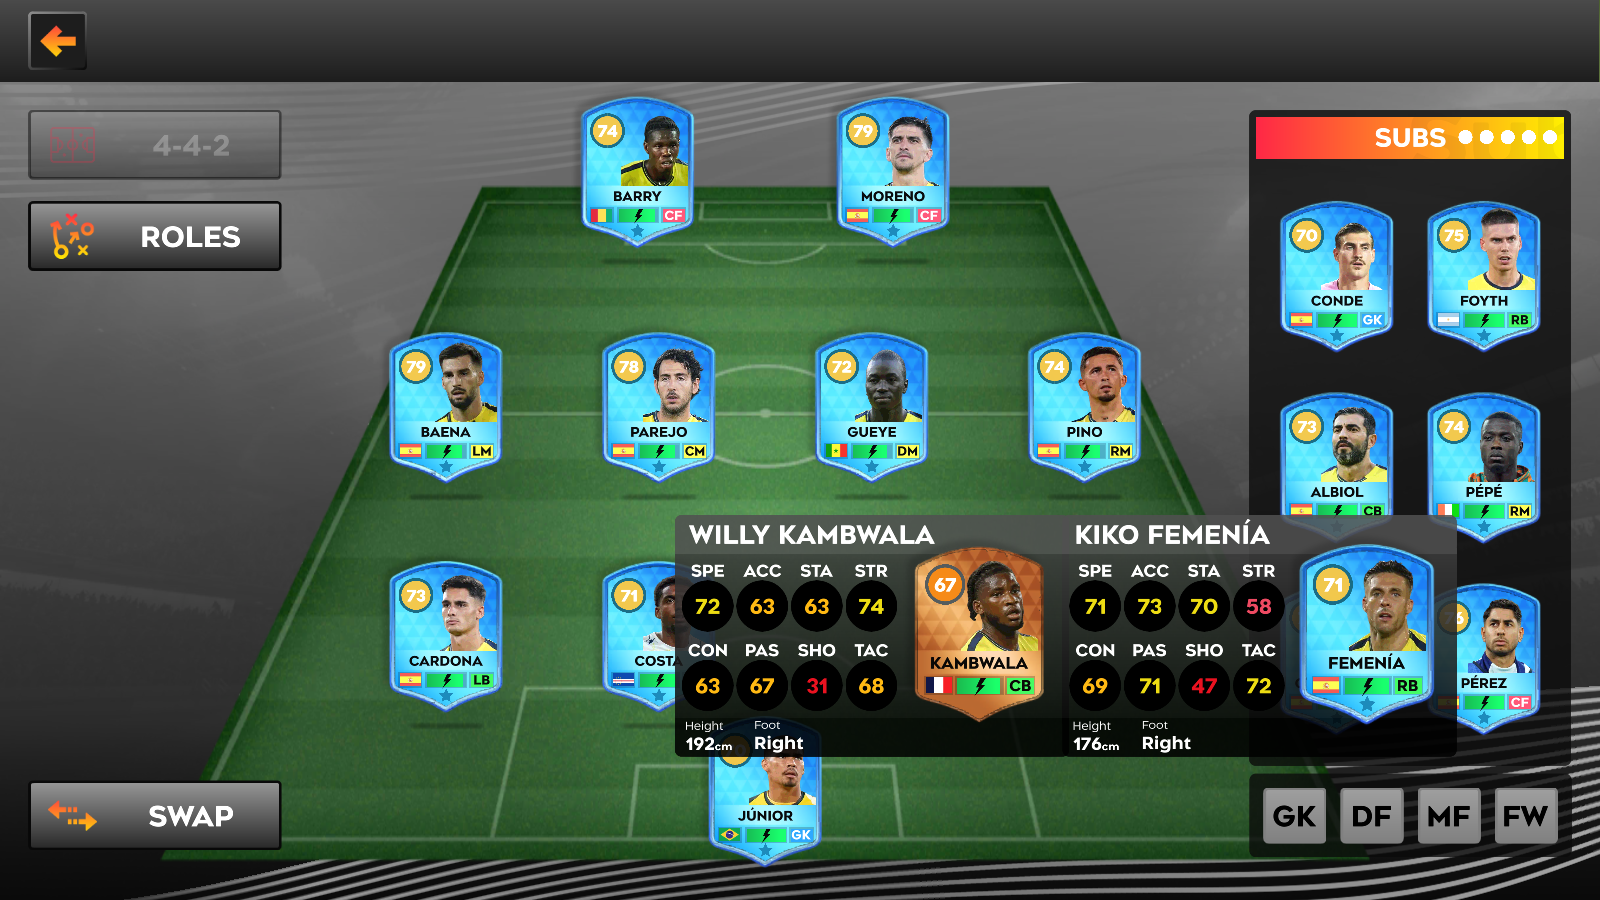 4-4-2
ROLES
SWAP
74
BARRY
CF
79
MORENO
CF
79
BAENA
LM
78
PAREJO
CM
72
GUEYE
DM
74
PINO
RM
73
CARDONA
LB
71
COSTA
JÚNIOR
GK
SUBS
70
CONDE
GK
75
FOYTH
RB
73
ALBIOL
CB
74
PÉPÉ
RM
PÉREZ
CF
WILLY KAMBWALA
SPE ACC STA STR
72 63 63 74
CON PAS SHO TAC
63 67 31 68
Height Foot
192cm Right
67
KAMBWALA
CB
KIKO FEMENÍA
SPE ACC STA STR
71 73 70 58
CON PAS SHO TAC
69 71 47 72
Height Foot
176cm Right
71
FEMENÍA
RB
GK DF MF FW